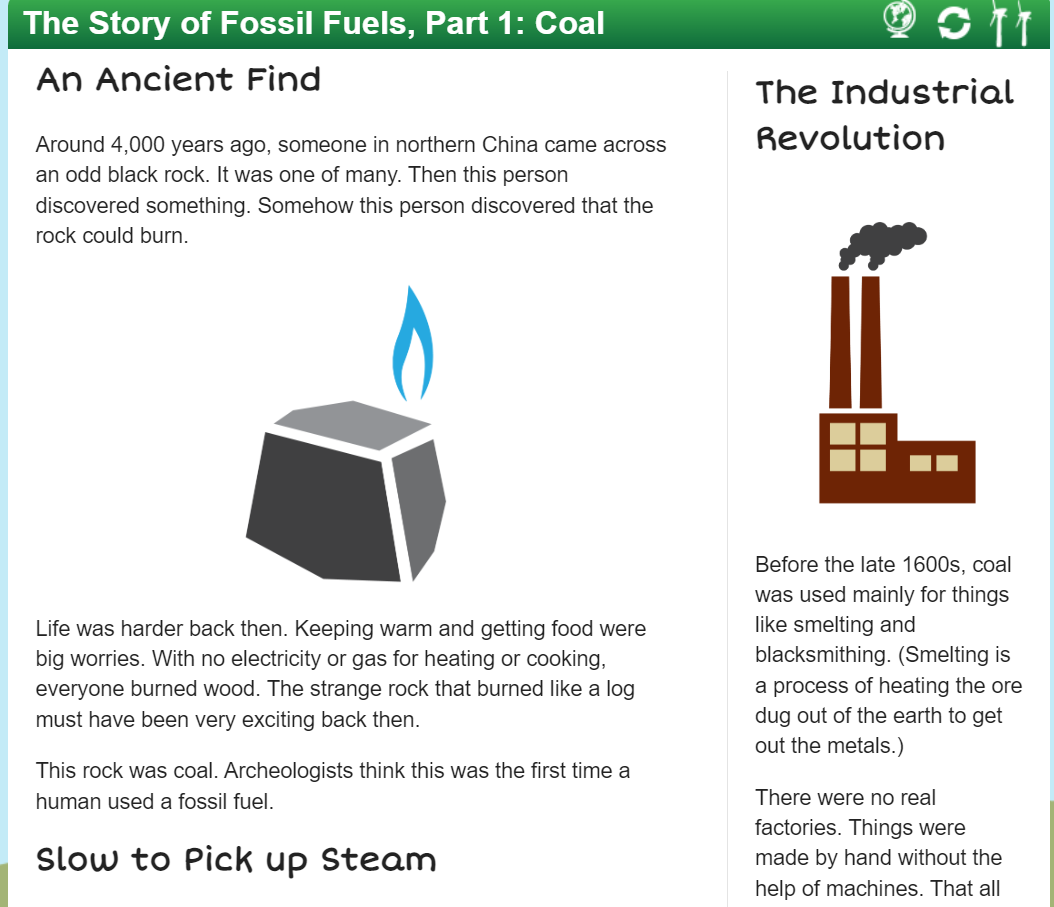 The Story of Fossil Fuels, Part 1: Coal
An Ancient Find
Around 4,000 years ago, someone in northern China came across
an odd black rock. It was one of many. Then this person
discovered something. Somehow this person discovered that the
rock could burn.
Life was harder back then. Keeping warm and getting food were
big worries. With no electricity or gas for heating or cooking,
everyone burned wood. The strange rock that burned like a log
must have been very exciting back then.
This rock was coal. Archeologists think this was the first time a
human used a fossil fuel.
Slow to Pick up Steam
The Industrial
Revolution
Before the late 1600s, coal
was used mainly for things
like smelting and
blacksmithing. (Smelting is
a process of heating the ore
dug out of the earth to get
out the metals.)
There were no real
factories. Things were
made by hand without the
help of machines. That all